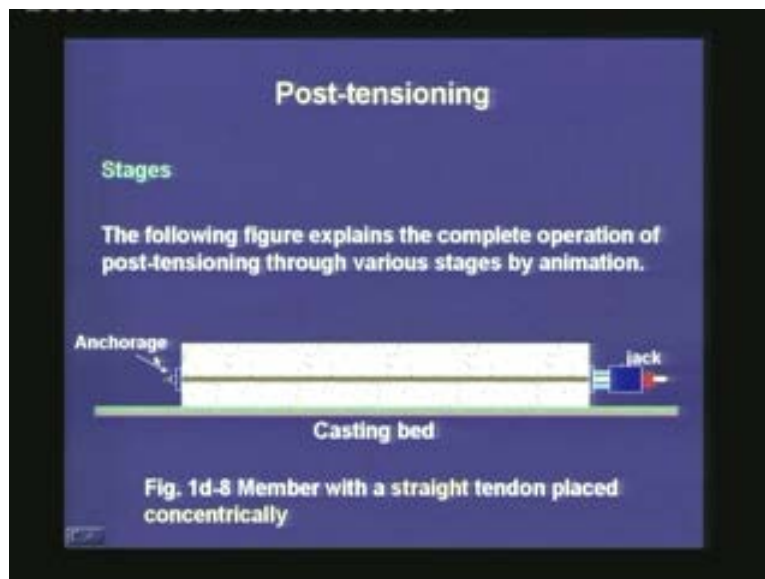 Post-tensioning
Stages
The following figure explains the complete operation of
post-tensioning through various stages by animation.
Anchorage
jack
Casting bed
Fig. 1d-8 Member with a straight tendon placed
concentrically